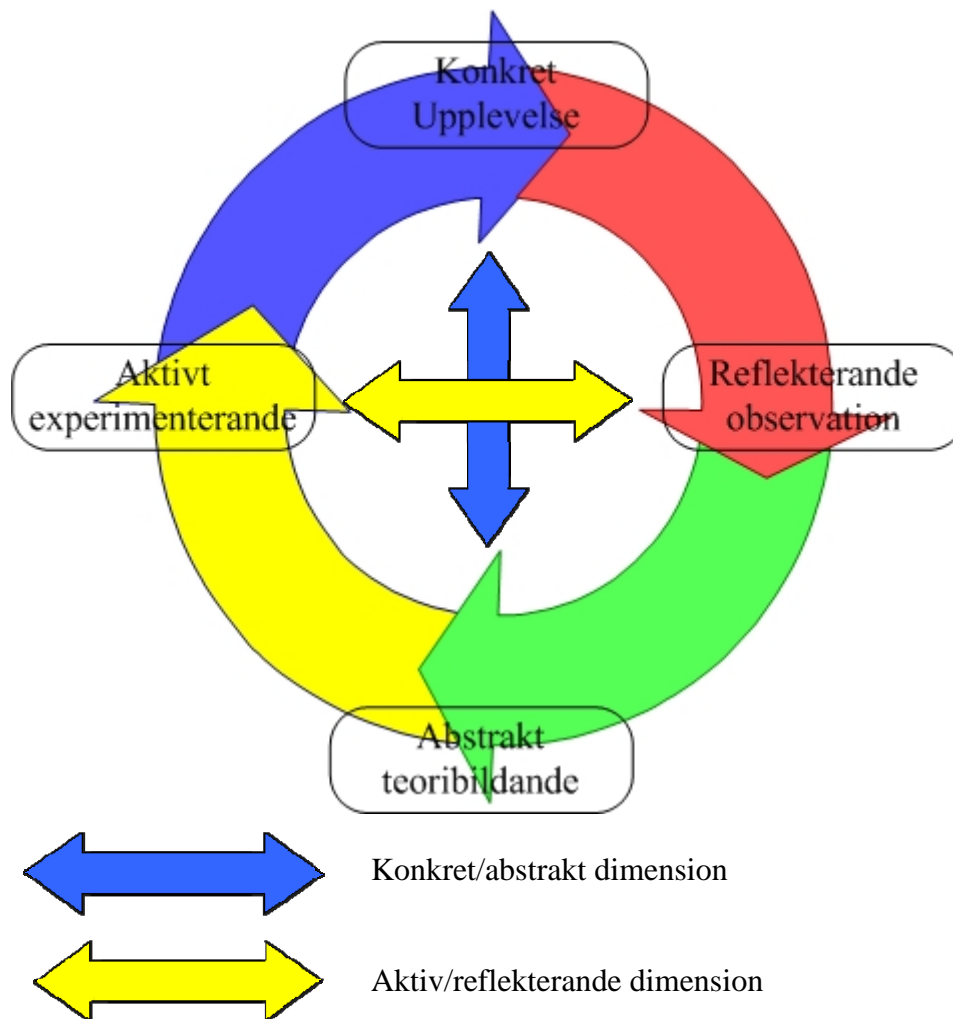 Konkret
Upplevelse
Aktivt
experimenterande
Reflekterande
observation
Abstrakt
teoribildande
Konkret/abstrakt dimension
Aktiv/reflekterande dimension